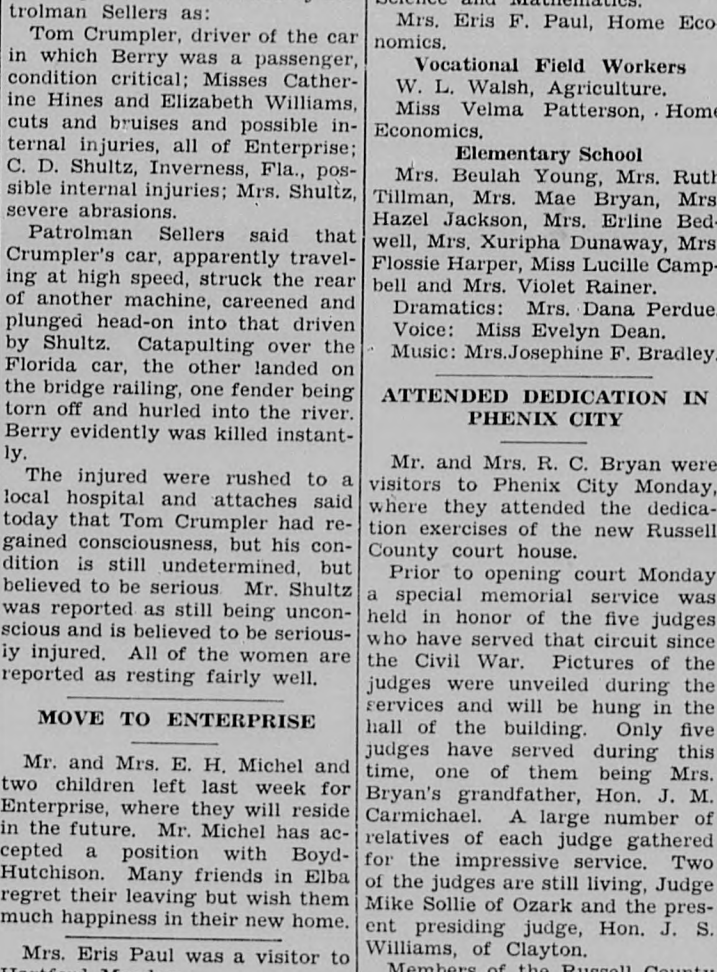 trolman Sellers as:
Tom Crumpler, driver of the car
in which Berry was a passenger,
condition critical; Misses Cather-
ine Hines and Elizabeth Williams,
cuts and bruises and possible in-
ternal injuries, all of Enterprise;
C. D. Shultz, Inverness, Fla., pos-
sible internal injuries; Mrs. Shultz,
severe abrasions.
Patrolman Sellers said that
Crumpler's car, apparently travel-
ing at high speed, struck the rear
of another machine, careened and
plunged head-on into that driven
by Shultz. Catapulting over the
Florida car, the other landed on
the bridge railing, one fender being
torn off and hurled into the river.
Berry evidently was killed instant-
ly.
The injured were rushed to a
local hospital and attaches said
today that Tom Crumpler had re-
gained consciousness, but his con-
dition is still undetermined, but
believed to be serious Mr. Shultz
was reported as still being uncon-
scious and is believed to be serious-
ly injured. All of the women are
reported as resting fairly well.
MOVE TO ENTERPRISE
Mr. and Mrs. E. H. Michel and
two children left last week for
Enterprise, where they will reside
in the future. Mr. Michel has ac-
cepted a position with Boyd-
Hutchison. Many friends in Elba
regret their leaving but wish them
much happiness in their new home.
Mrs. Eris Paul was a visitor to
Science and Mathematics.
Mrs. Eris F. Paul, Home Eco-
nomics.
Vocational Field Workers
W. L. Walsh, Agriculture.
Miss Velma Patterson, Home
Economics.
Elementary School
Mrs. Beulah Young, Mrs. Ruth
Tillman, Mrs. Mae Bryan, Mrs.
Hazel Jackson, Mrs. Erline Bed-
well, Mrs. Xuripha Dunaway, Mrs.
Flossie Harper, Miss Lucille Camp-
bell and Mrs. Violet Rainer.
Dramatics: Mrs. Dana Perdue.
Voice: Miss Evelyn Dean.
Music: Mrs.Josephine F. Bradley.
ATTENDED DEDICATION IN
PHENIX CITY
Mr. and Mrs. R. C. Bryan were
visitors to Phenix City Monday,
where they attended the dedica-
tion exercises of the new Russell
County court house.
Prior to opening court Monday
a special memorial service was
held in honor of the five judges
who have served that circuit since
the Civil War. Pictures of the
judges were unveiled during the
services and will be hung in the
hall of the building. Only five
judges have served during this
time, one of them being Mrs.
Bryan's grandfather, Hon. J. M.
Carmichael. A large number of
relatives of each judge gathered
for the impressive service. Two
of the judges are still living, Judge
Mike Sollie of Ozark and the pres-
ent presiding judge, Hon. J. S.
Williams, of Clayton.
Members of the Russell County